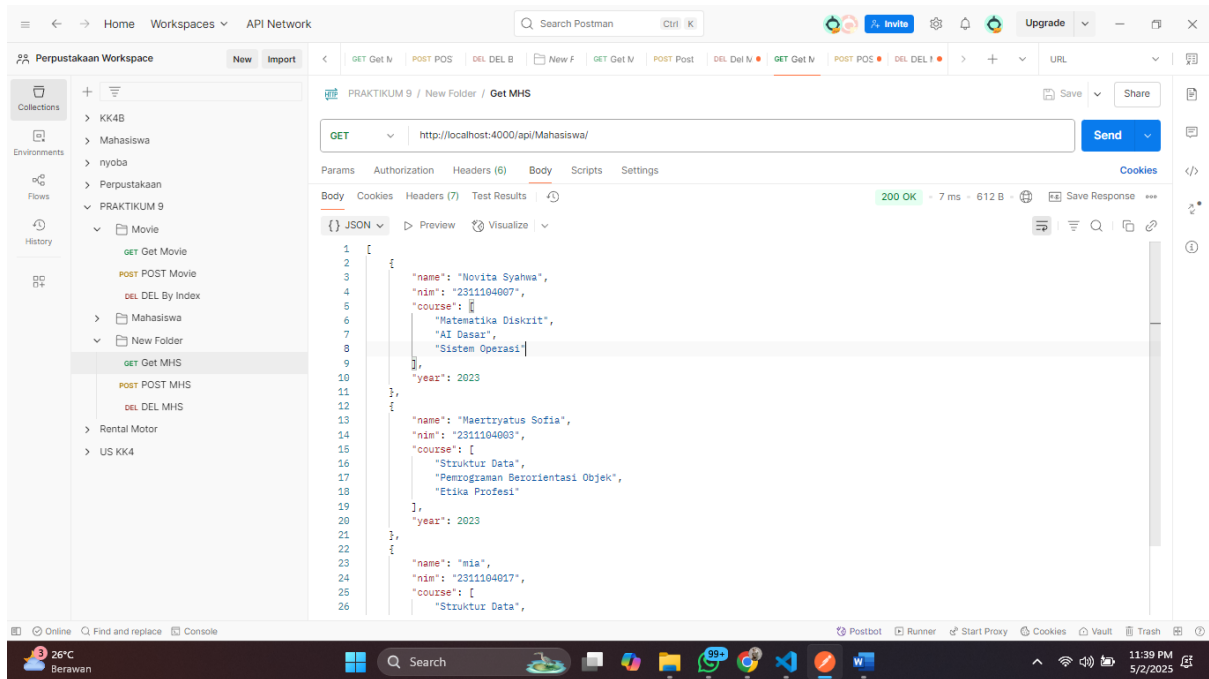 Home Workspaces API Network Search Postman Ctrl K Invite Upgrade
Perpustakaan Workspace New Import GET Get M POST POS DEL DEL B New F GET Get M POST Post DEL Del M GET Get M POST POS DEL DEL URL
Collections
Environments
Flows
History
KK4B
Mahasiswa
nyoba
Perpustakaan
PRAKTIKUM 9
Movie
GET Get Movie
POST POST Movie
DEL DEL By Index
Mahasiswa
New Folder
GET Get MHS
POST POST MHS
DEL DEL MHS
Rental Motor
US KK4
HTTP PRAKTIKUM 9 / New Folder / Get MHS Save Share
GET http://localhost:4000/api/Mahasiswa/ Send
Params Authorization Headers (6) Body Scripts Settings Cookies
Body Cookies Headers (7) Test Results 200 OK 7 ms 612 B Save Response
{} JSON Preview Visualize
1 [
2 {
3 "name": "Novita Syahwa",
4 "nim": "2311104007",
5 "course": [
6 "Matematika Diskrit",
7 "AI Dasar",
8 "Sistem Operasi"
9 ],
10 "year": 2023
11 },
12 {
13 "name": "Maertryatus Sofia",
14 "nim": "2311104003",
15 "course": [
16 "Struktur Data",
17 "Pemrograman Berorientasi Objek",
18 "Etika Profesi"
19 ],
20 "year": 2023
21 },
22 {
23 "name": "mia",
24 "nim": "2311104017",
25 "course": [
26 "Struktur Data",
Online Find and replace Console Postbot Runner Start Proxy Cookies Vault Trash
3 26°C Search 99+ 11:39 PM
Berawan 5/2/2025